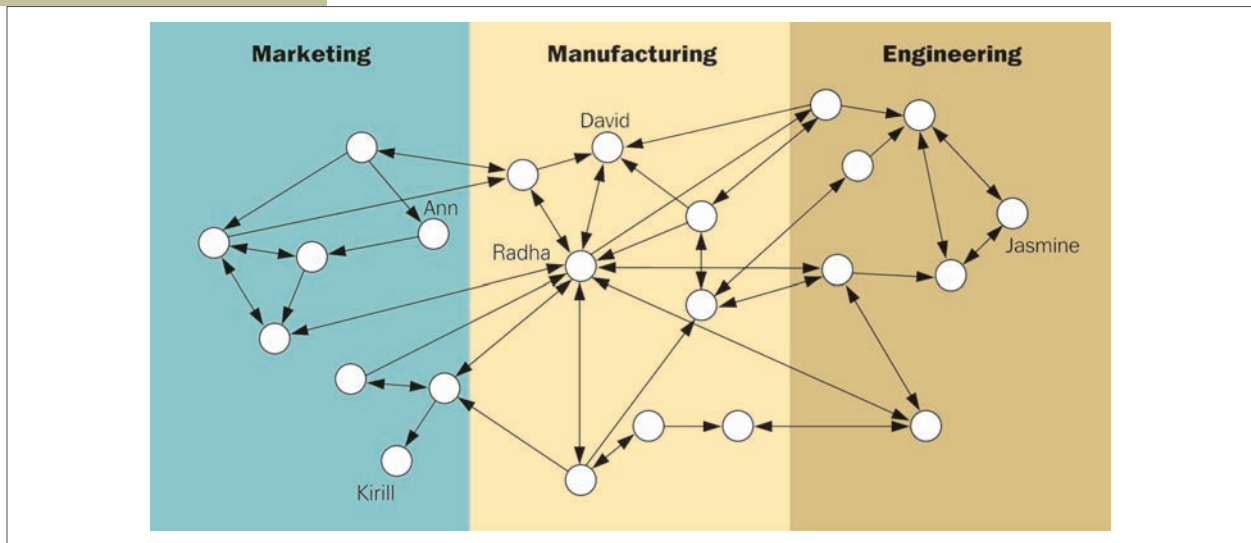 Marketing
Manufacturing
Engineering
David
Ann
Radha
Jasmine
Kirill